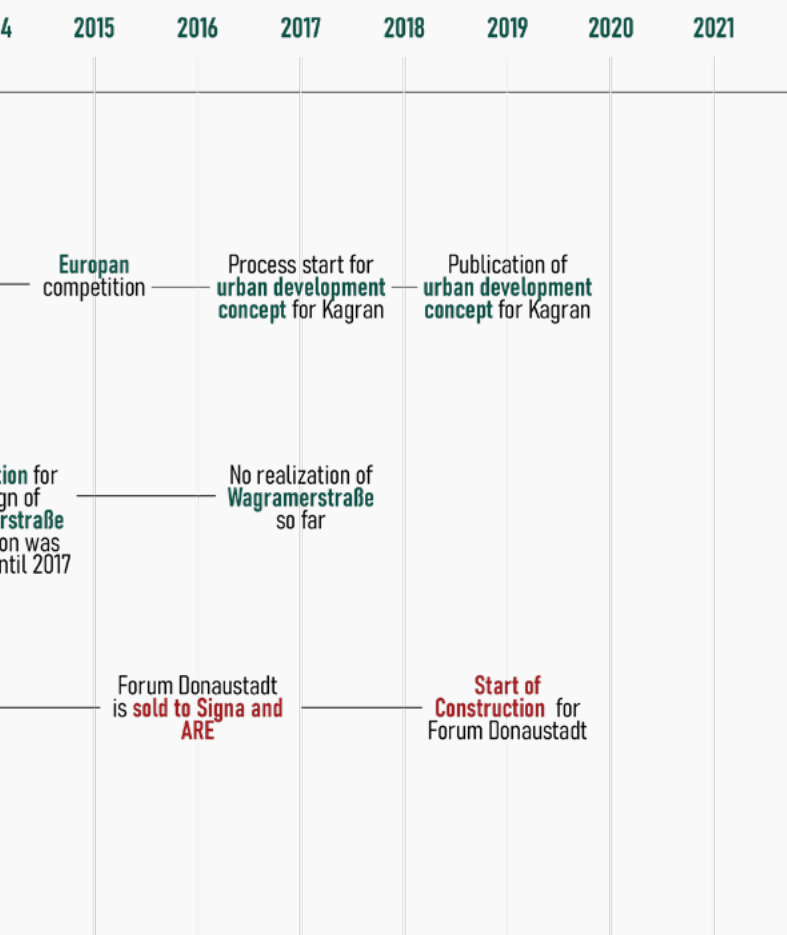 4 2015 2016 2017 2018 2019 2020 2021
Europan
competition
Process start for
urban development
concept for Kagran
Publication of
urban development
concept for Kagran
tion for
gn of
rstraße
on was
ntil 2017
No realization of
Wagramerstraße
so far
Forum Donaustadt
is sold to Signa and
ARE
Start of
Construction for
Forum Donaustadt